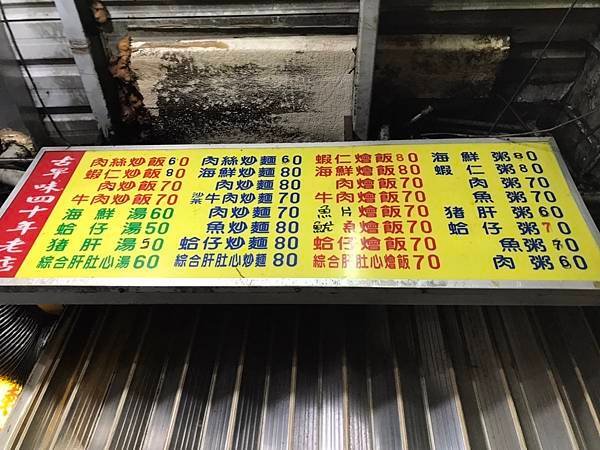 古早味四十年老店
肉絲炒飯60
蝦仁炒飯80
肉炒飯70
牛肉炒飯70
海鮮湯60
蛤仔湯50
豬肝湯50
綜合肝肚心湯60
肉絲炒麵60
海鮮炒麵80
肉炒麵70
沙茶牛肉炒麵70
肉炒麵70
魚炒麵80
蛤仔炒麵80
綜合肝肚心炒麵80
蝦仁燴飯80
海鮮燴飯70
肉燴飯70
牛肉燴飯70
魚片燴飯70
魷魚燴飯70
蛤仔燴飯70
綜合肝肚心燴飯70
海鮮粥80
蝦仁粥80
肉粥70
魚粥70
豬肝粥60
蛤仔粥70
魚粥70
肉粥60